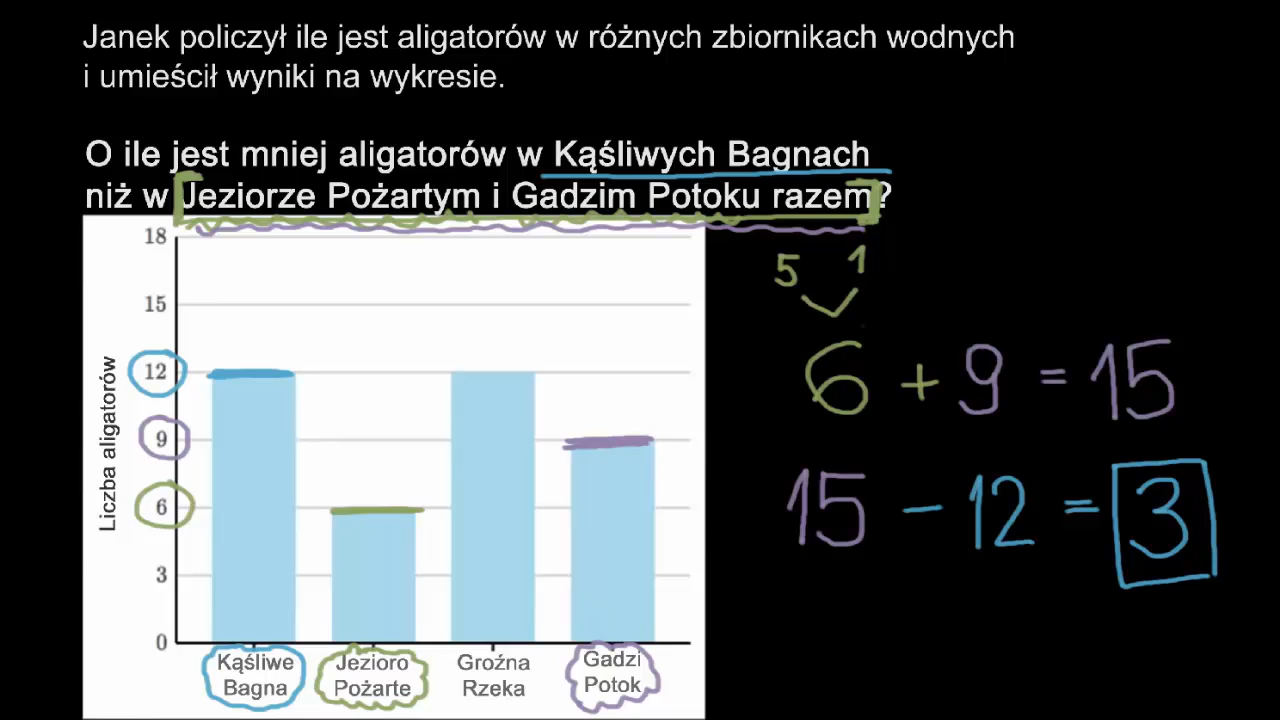 Janek policzył ile jest aligatorów w różnych zbiornikach wodnych
i umieścił wyniki na wykresie.
O ile jest mniej aligatorów w Kąśliwych Bagnach
niż w Jeziorze Pożartym i Gadzim Potoku razem?
18
15
12
9
6
3
0
Liczba aligatorów
Kąśliwe
Bagna
Jezioro
Pożarte
Groźna
Rzeka
Gadzi
Potok
5 1
6 + 9 = 15
15 - 12 = 3